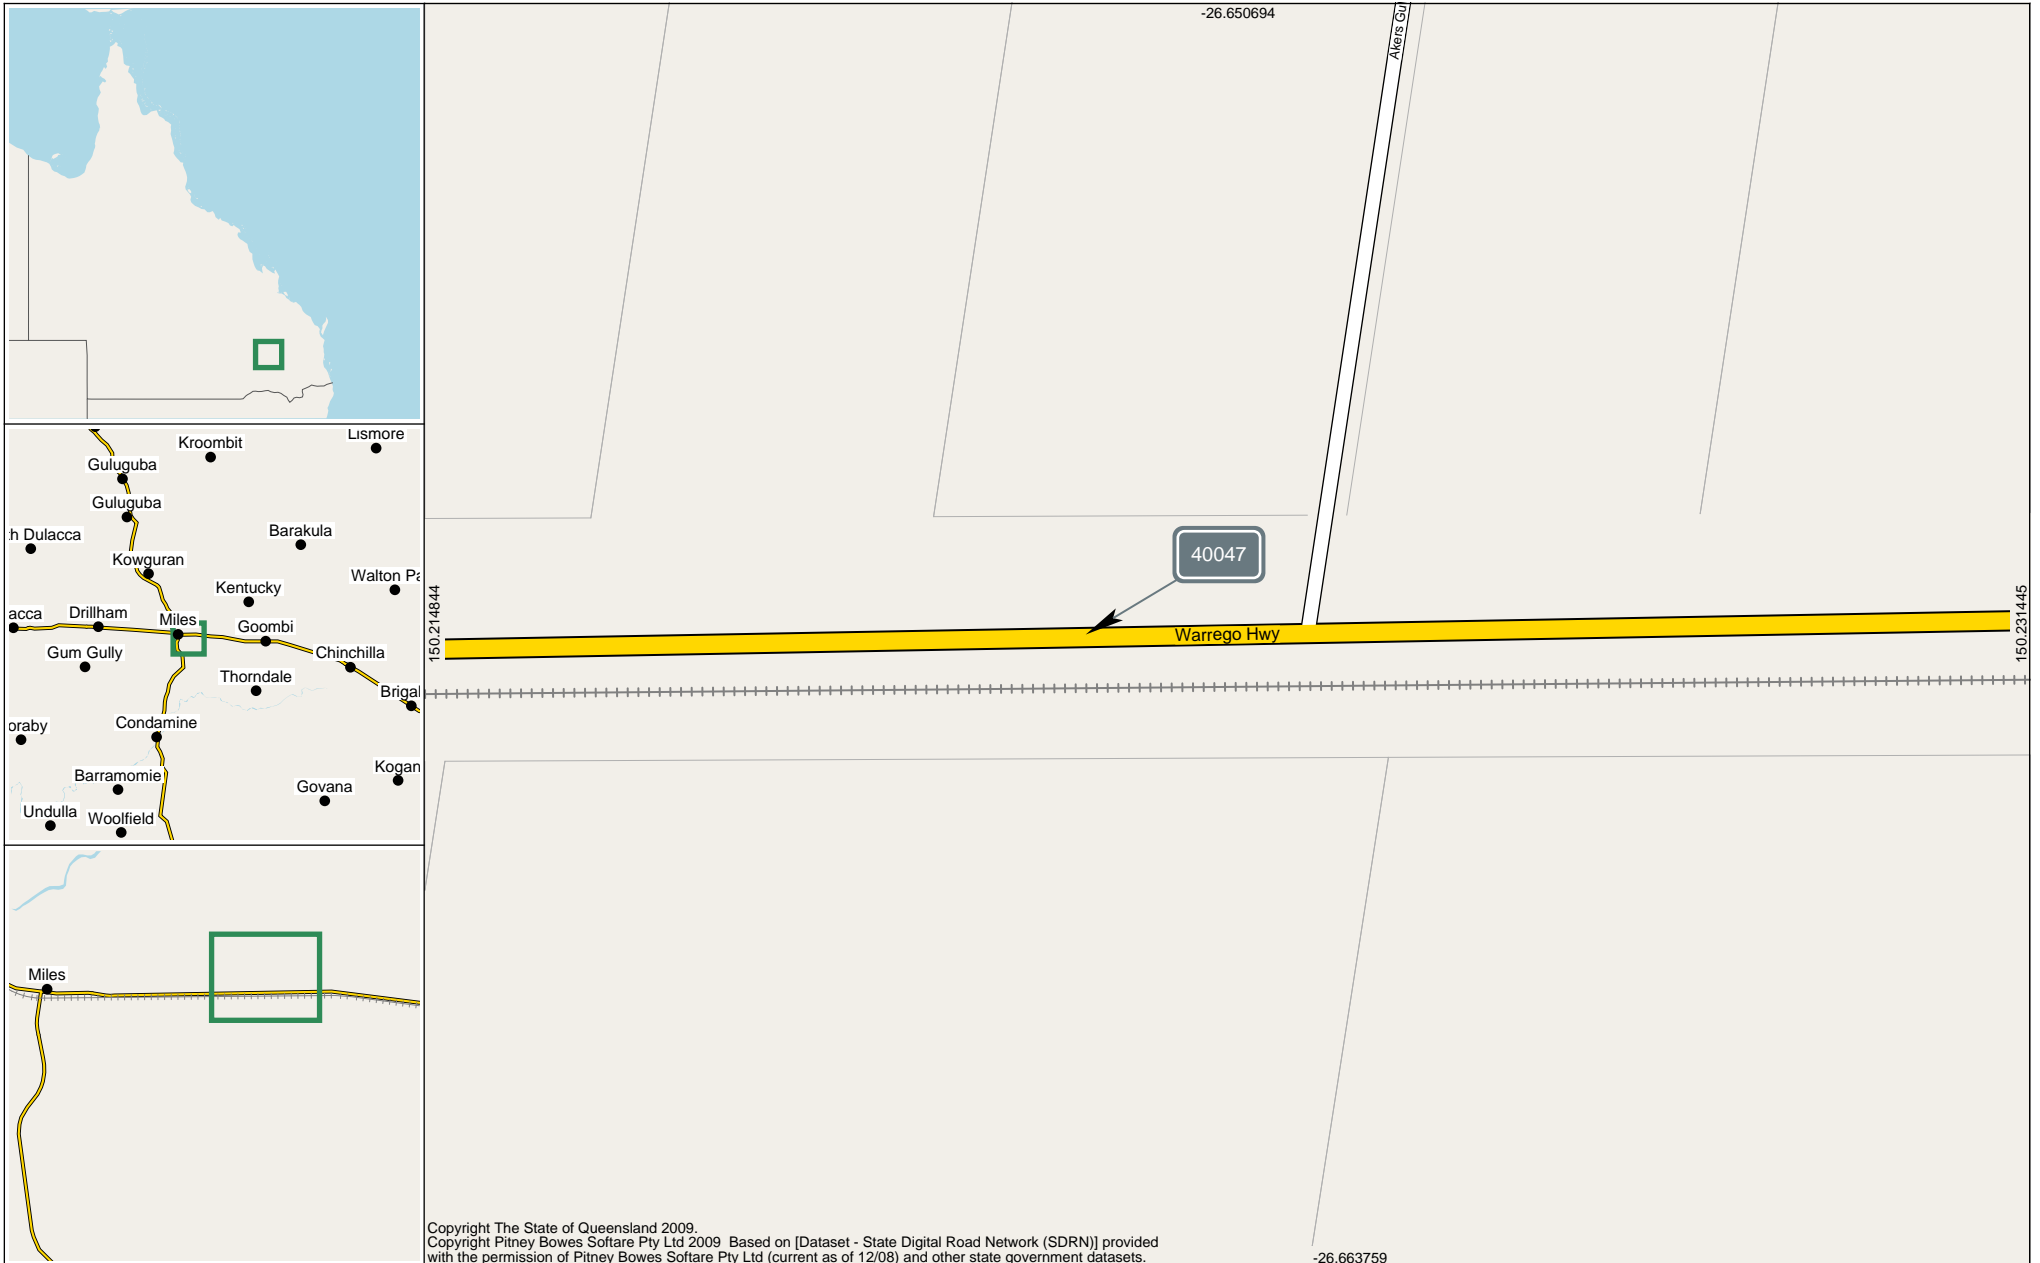 -26.650694
Akers Gu
40047
150.214844
Warrego Hwy
150.231445
Lismore
Kroombit
Guluguba
Guluguba
th Dulacca
Barakula
Kowguran
Walton Pa
Kentucky
acca
Drillham
Miles
Goombi
Gum Gully
Chinchilla
Thorndale
Brigal
oraby
Condamine
Barramornie
Kogan
Govana
Undulla
Woolfield
Miles
Copyright The State of Queensland 2009.
Copyright Pitney Bowes Softare Pty Ltd 2009 Based on [Dataset - State Digital Road Network (SDRN)] provided
with the permission of Pitney Bowes Softare Pty Ltd (current as of 12/08) and other state government datasets.
-26.663759